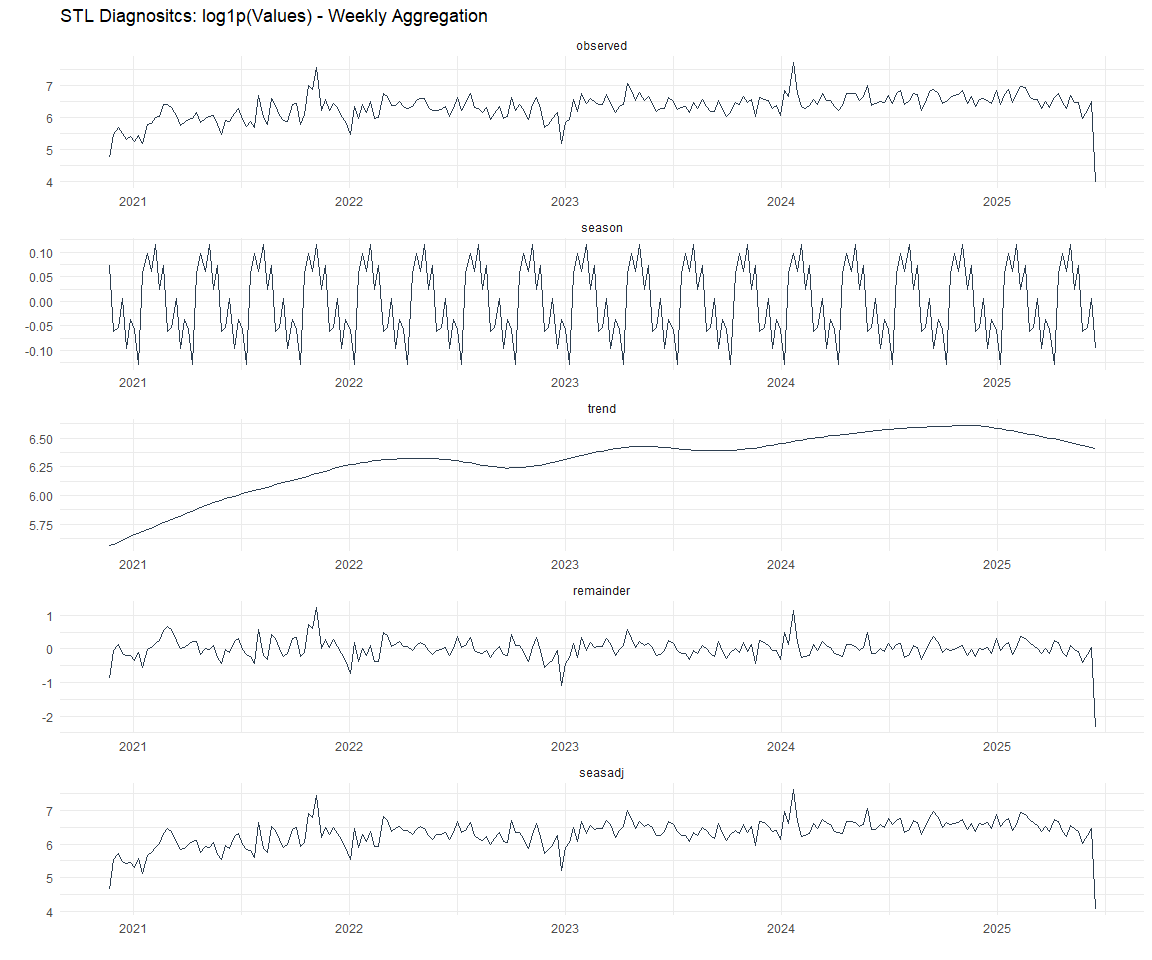 STL Diagnositcs: log1p(Values) - Weekly Aggregation
observed
7
6
5
4
2021 2022 2023 2024 2025
season
0.10
0.05
0.00
-0.05
-0.10
2021 2022 2023 2024 2025
trend
6.50
6.25
6.00
5.75
2021 2022 2023 2024 2025
remainder
1
0
-1
-2
2021 2022 2023 2024 2025
seasadj
7
6
5
4
2021 2022 2023 2024 2025